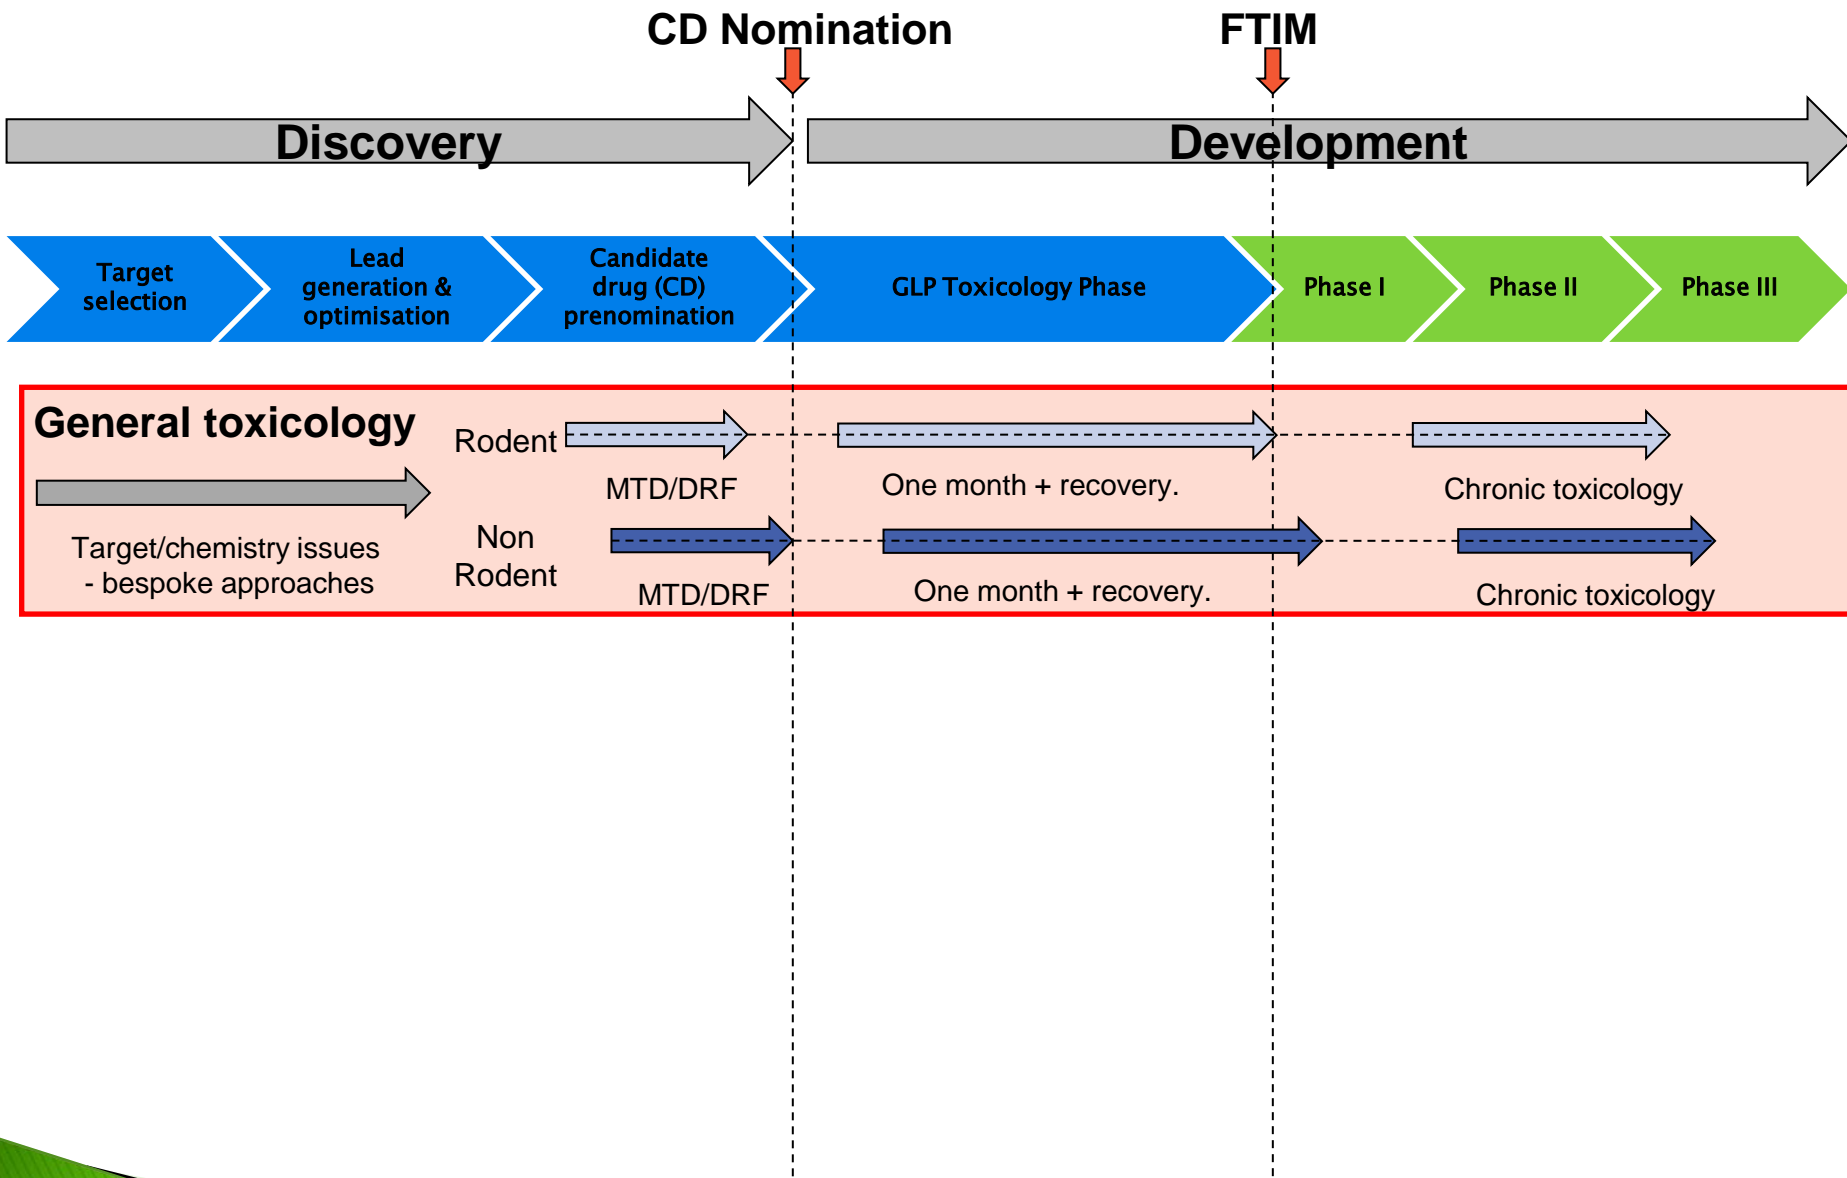 CD Nomination
FTIM
Discovery
Development
Target
selection
Lead
generation &
optimisation
Candidate
drug (CD)
prenomination
GLP Toxicology Phase
Phase I
Phase II
Phase III
General toxicology
Target/chemistry issues
- bespoke approaches
Rodent
MTD/DRF
One month + recovery.
Chronic toxicology
Non
Rodent
MTD/DRF
One month + recovery.
Chronic toxicology